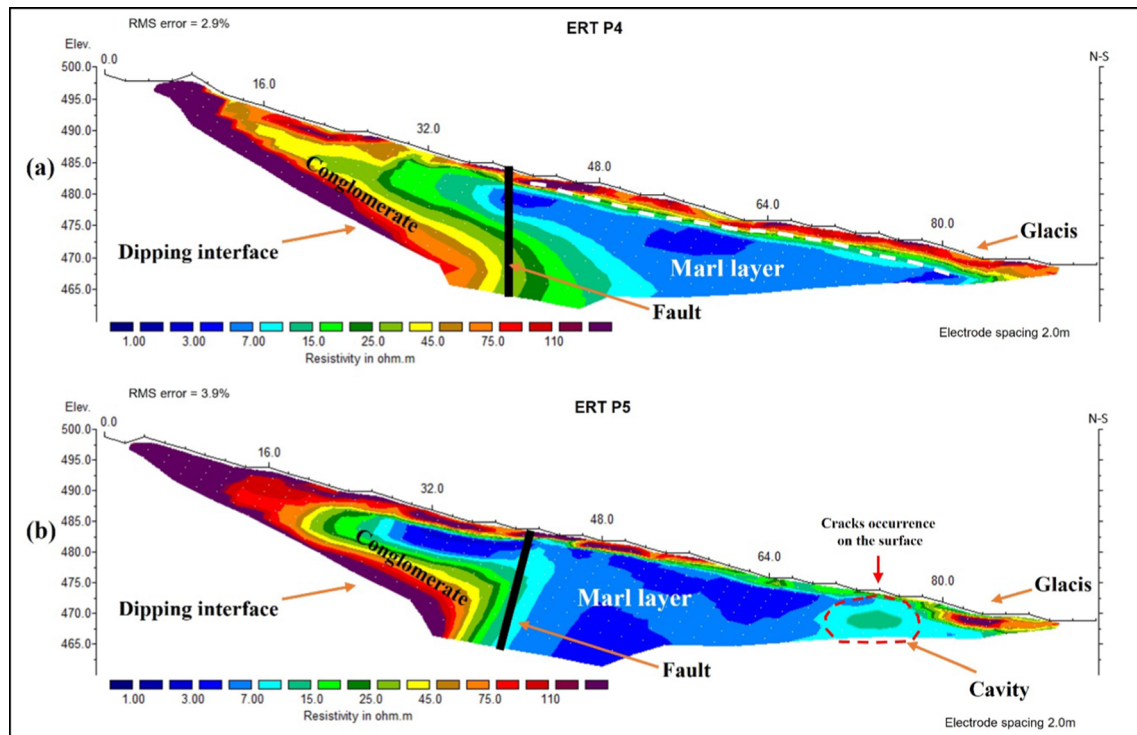 RMS error = 2.9%
ERT P4
Elev.
N-S
0.0
500.0
495.0
490.0
485.0
480.0
475.0
470.0
465.0
16.0
32.0
48.0
64.0
80.0
(a)
Conglomerate
Dipping interface
Glacis
Marl layer
Fault
1.00 3.00 7.00 15.0 25.0 45.0 75.0 110
Resistivity in ohm.m
Electrode spacing 2.0m
RMS error = 3.9%
ERT P5
Elev.
N-S
0.0
500.0
495.0
490.0
485.0
480.0
475.0
470.0
465.0
16.0
32.0
48.0
64.0
80.0
(b)
Cracks occurrence
on the surface
Conglomerate
Dipping interface
Glacis
Marl layer
Fault
Cavity
1.00 3.00 7.00 15.0 25.0 45.0 75.0 110
Resistivity in ohm.m
Electrode spacing 2.0m